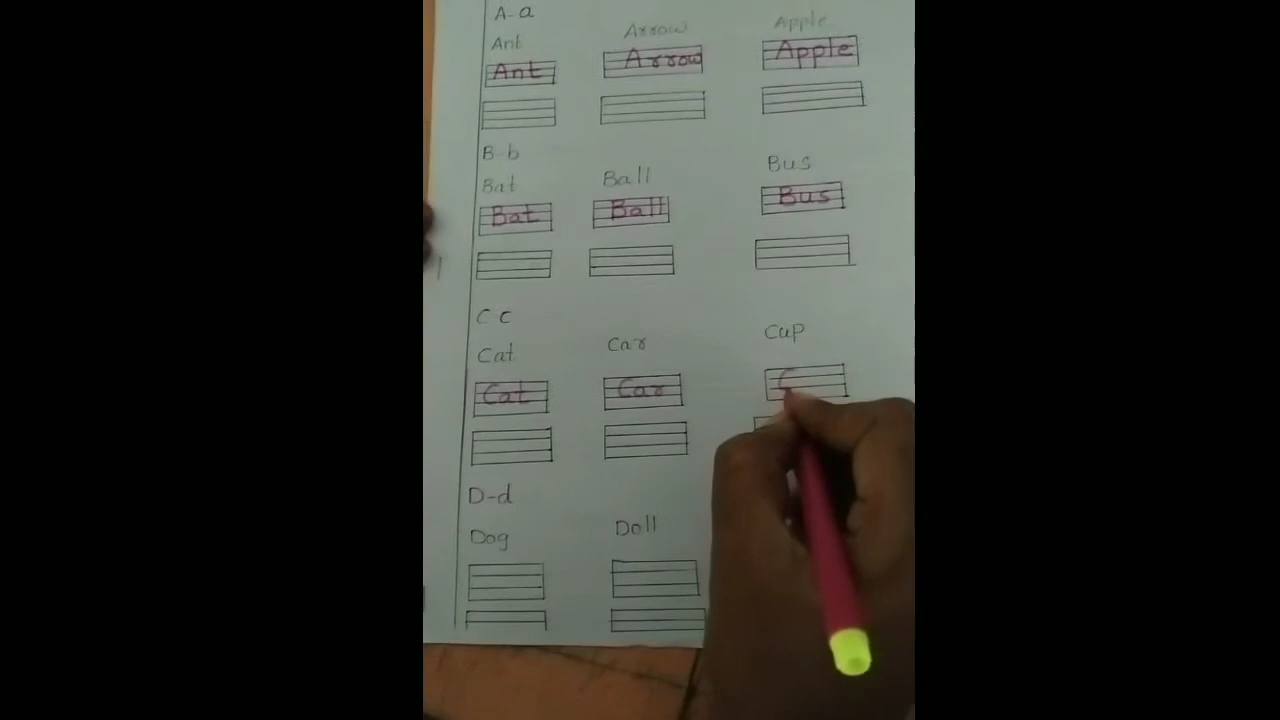 A-a
Ant Arrow Apple
Ant Arrow Apple
B-b
Bat Ball Bus
Bat Ball Bus
C c
Cat Car Cup
Cat Car C
D-d
Dog Doll